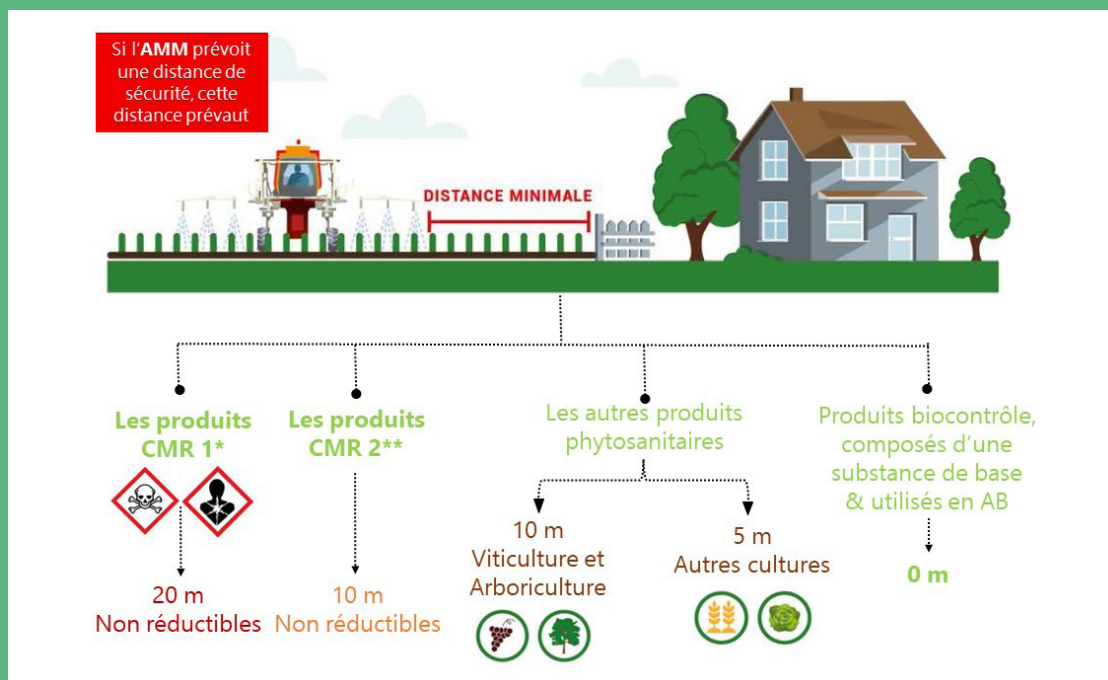 Si l'AMM prévoit
une distance de
sécurité, cette
distance prévaut
DISTANCE MINIMALE
Les produits
CMR 1*
20 m
Non réductibles
Les produits
CMR 2**
10 m
Non réductibles
Les autres produits
phytosanitaires
10 m
Viticulture et
Arboriculture
5 m
Autres cultures
Produits biocontrôle,
composés d'une
substance de base
& utilisés en AB
0 m